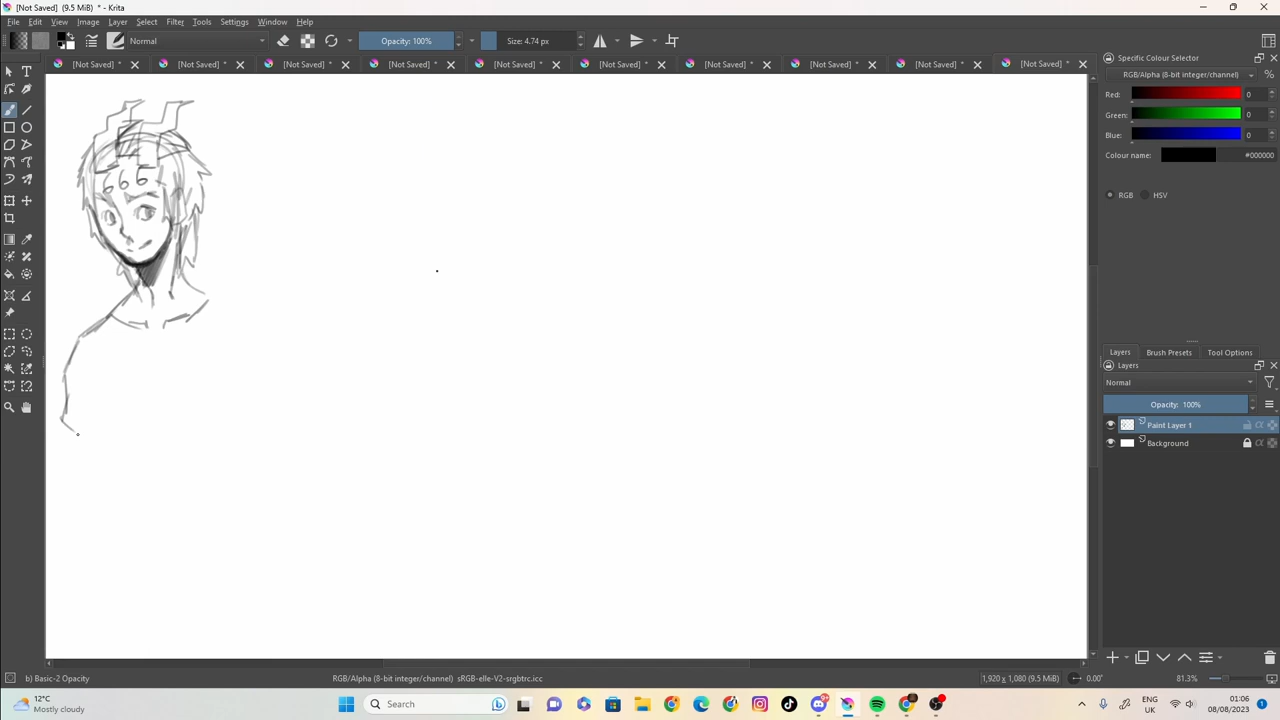 [Not Saved] (9.5 MiB) * - Krita
File Edit View Image Layer Select Filter Tools Settings Window Help
Normal Opacity: 100% Size: 4.74 px
[Not Saved] * [Not Saved] * [Not Saved] * [Not Saved] * [Not Saved] * [Not Saved] * [Not Saved] * [Not Saved] * [Not Saved] * [Not Saved] *
Specific Colour Selector
RGB/Alpha (8-bit integer/channel) %
Red: 0
Green: 0
Blue: 0
Colour name: #000000
RGB HSV
666
Layers Brush Presets Tool Options
Layers
Normal
Opacity: 100%
Paint Layer 1
Background
b) Basic-2 Opacity RGB/Alpha (8-bit integer/channel) sRGB-elle-V2-srgbtrc.icc 1,920 x 1,080 (9.5 MiB) 0.00° 81.3%
12°C
Mostly cloudy
Search
ENG
UK
01:06
08/08/2023
1